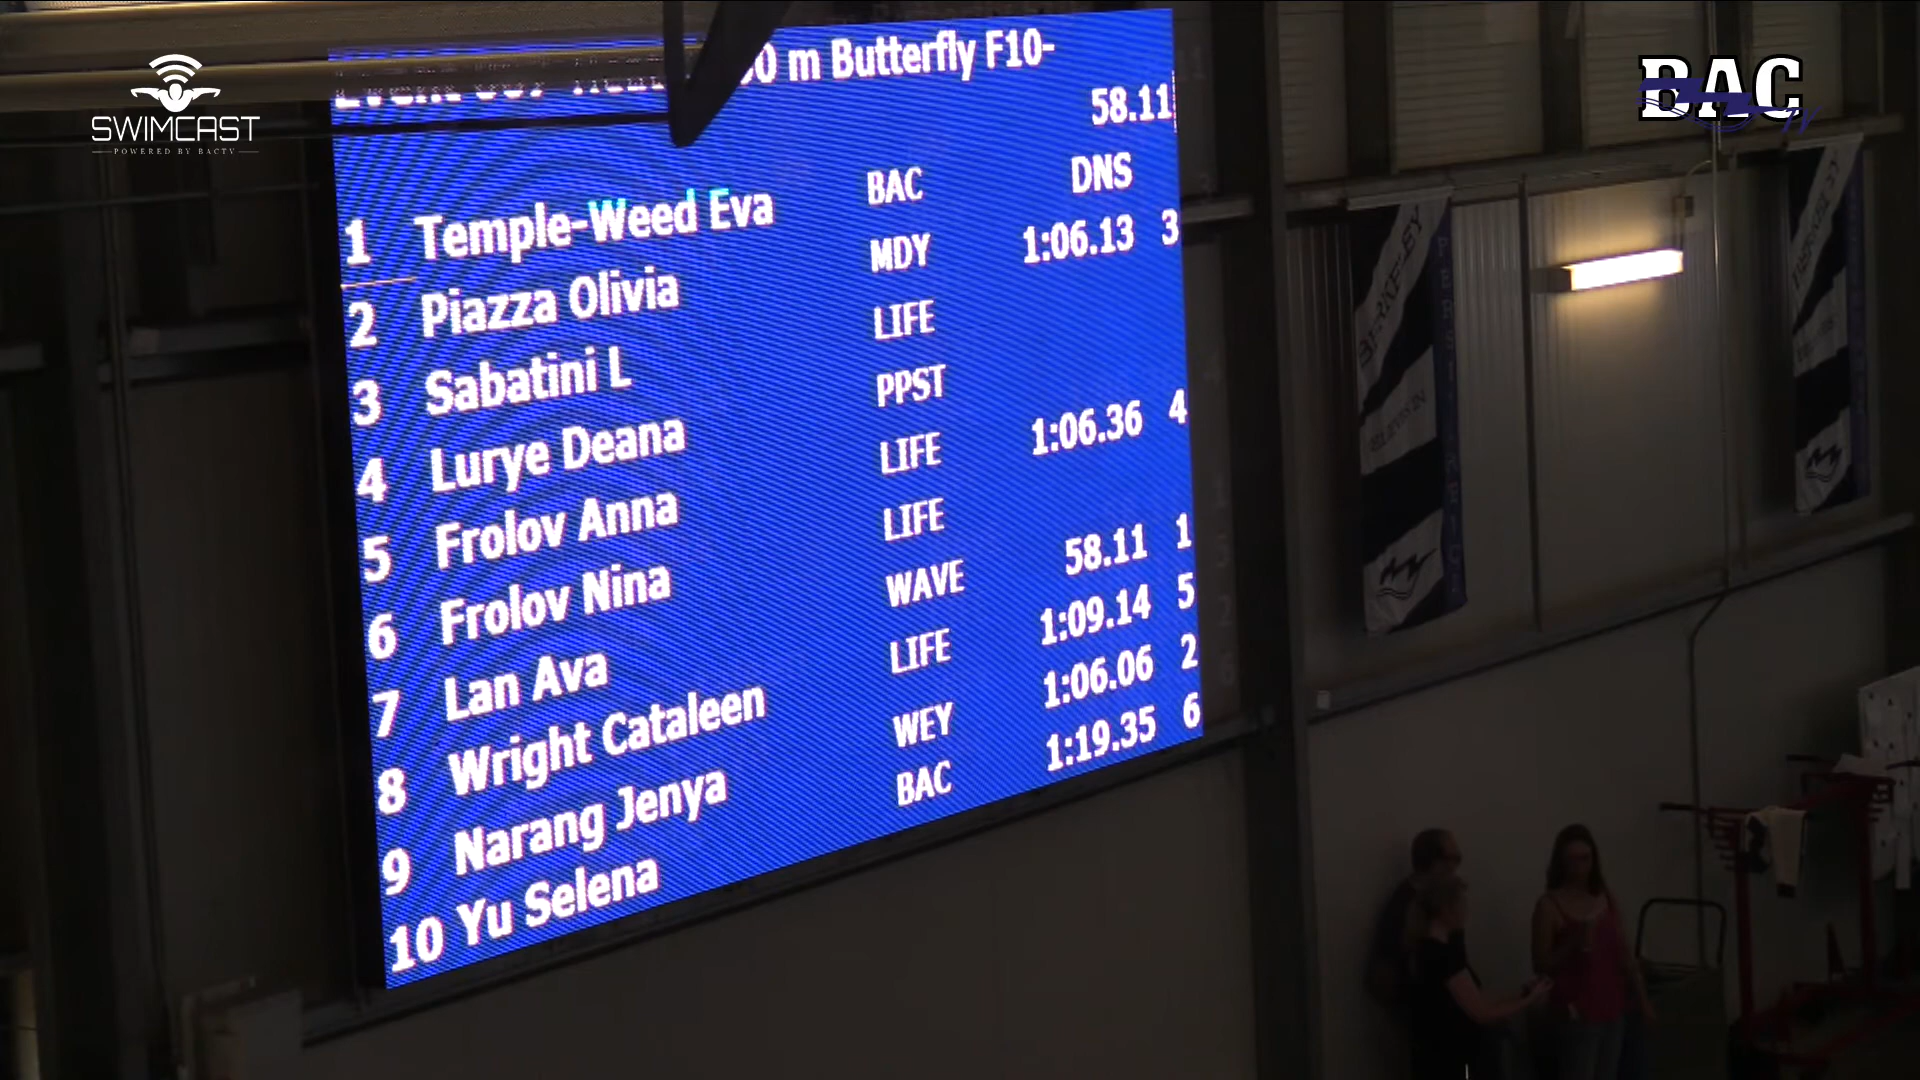 SWIMCAST
POWERED BY BACTV
BAC
TV
0 m Butterfly F10-
58.11
1 Temple-Weed Eva BAC DNS
2 Piazza Olivia MDY 1:06.13 3
3 Sabatini L LIFE
4 Lurye Deana PPST
5 Frolov Anna LIFE 1:06.36 4
6 Frolov Nina LIFE
7 Lan Ava WAVE 58.11 1
8 Wright Cataleen LIFE 1:09.14 5
9 Narang Jenya WEY 1:06.06 2
10 Yu Selena BAC 1:19.35 6
BERKELEY